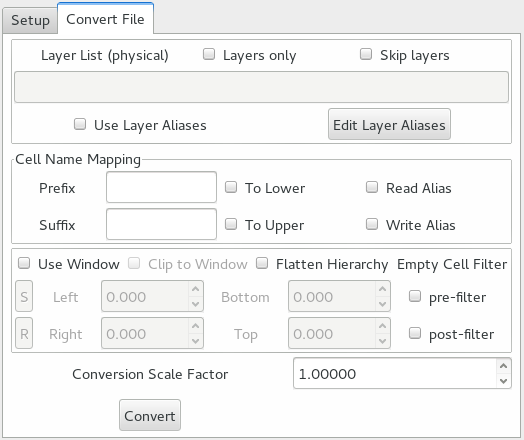 Setup Convert File
Layer List (physical) Layers only Skip layers
Use Layer Aliases Edit Layer Aliases
Cell Name Mapping
Prefix To Lower Read Alias
Suffix To Upper Write Alias
Use Window Clip to Window Flatten Hierarchy Empty Cell Filter
S Left 0.000 Bottom 0.000 pre-filter
R Right 0.000 Top 0.000 post-filter
Conversion Scale Factor 1.00000
Convert